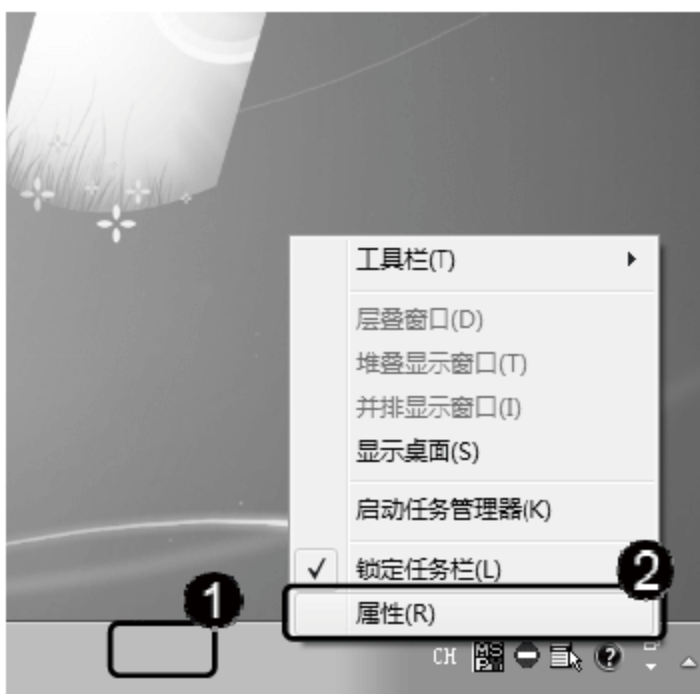 工具栏(T)
层叠窗口(D)
堆叠显示窗口(T)
并排显示窗口(I)
显示桌面(S)
启动任务管理器(K)
锁定任务栏(L)
2
1
属性(R)
CH